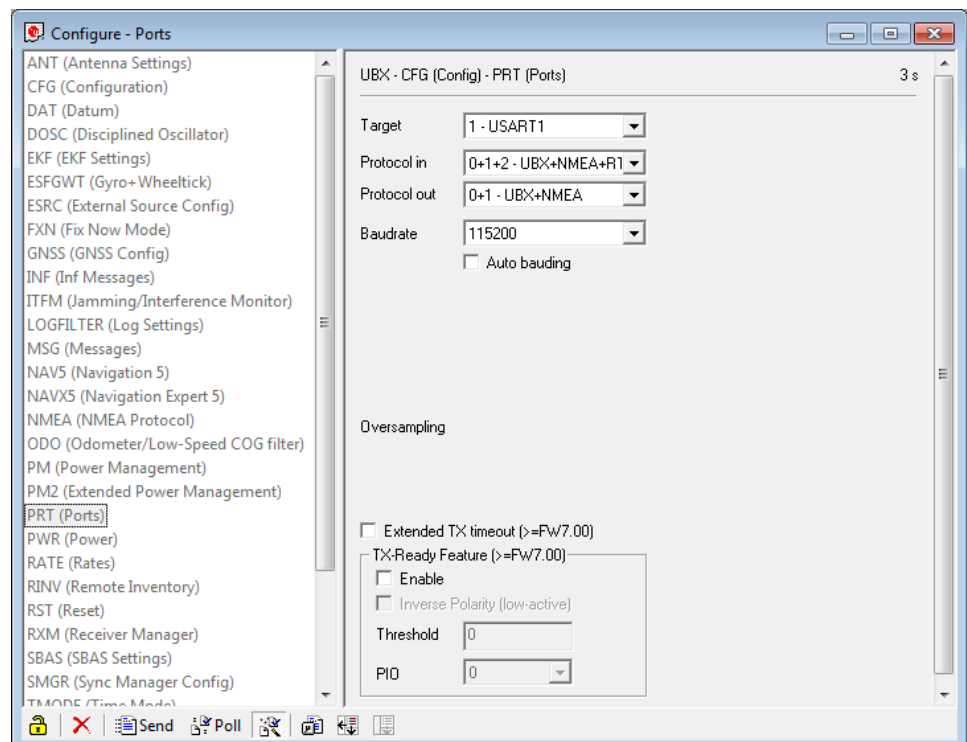 Configure - Ports
ANT (Antenna Settings)
CFG (Configuration)
DAT (Datum)
DOSC (Disciplined Oscillator)
EKF (EKF Settings)
ESFGWT (Gyro+Wheeltick)
ESRC (External Source Config)
FXN (Fix Now Mode)
GNSS (GNSS Config)
INF (Inf Messages)
ITFM (Jamming/Interference Monitor)
LOGFILTER (Log Settings)
MSG (Messages)
NAV5 (Navigation 5)
NAVX5 (Navigation Expert 5)
NMEA (NMEA Protocol)
ODO (Odometer/Low-Speed COG filter)
PM (Power Management)
PM2 (Extended Power Management)
PRT (Ports)
PWR (Power)
RATE (Rates)
RINV (Remote Inventory)
RST (Reset)
RXM (Receiver Manager)
SBAS (SBAS Settings)
SMGR (Sync Manager Config)
TMODE (Time Mode)
UBX - CFG (Config) - PRT (Ports) 3 s
Target 1 - USART1
Protocol in 0+1+2 - UBX+NMEA+RT
Protocol out 0+1 - UBX+NMEA
Baudrate 115200
Auto bauding
Oversampling
Extended TX timeout (>=FW7.00)
TX-Ready Feature (>=FW7.00)
Enable
Inverse Polarity (low-active)
Threshold 0
PIO 0
Send Poll